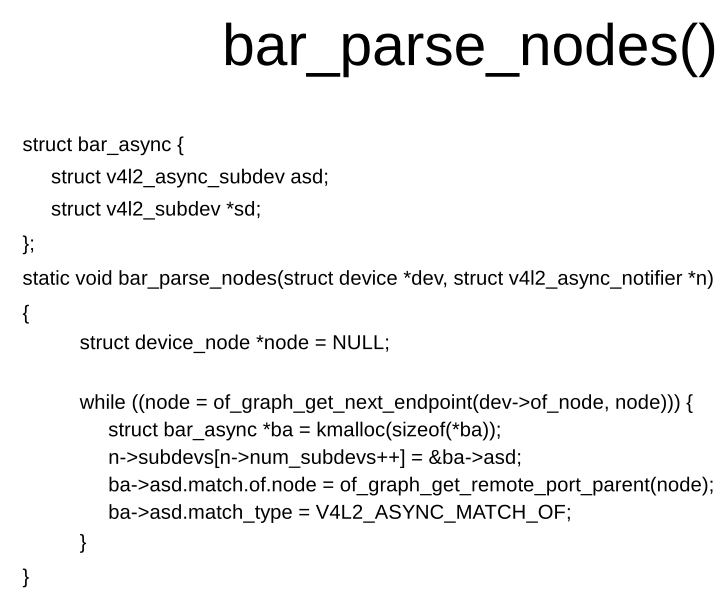 bar_parse_nodes()
struct bar_async {
struct v4l2_async_subdev asd;
struct v4l2_subdev *sd;
};
static void bar_parse_nodes(struct device *dev, struct v4l2_async_notifier *n)
{
struct device_node *node = NULL;
while ((node = of_graph_get_next_endpoint(dev->of_node, node))) {
struct bar_async *ba = kmalloc(sizeof(*ba));
n->subdevs[n->num_subdevs++] = &ba->asd;
ba->asd.match.of.node = of_graph_get_remote_port_parent(node);
ba->asd.match_type = V4L2_ASYNC_MATCH_OF;
}
}